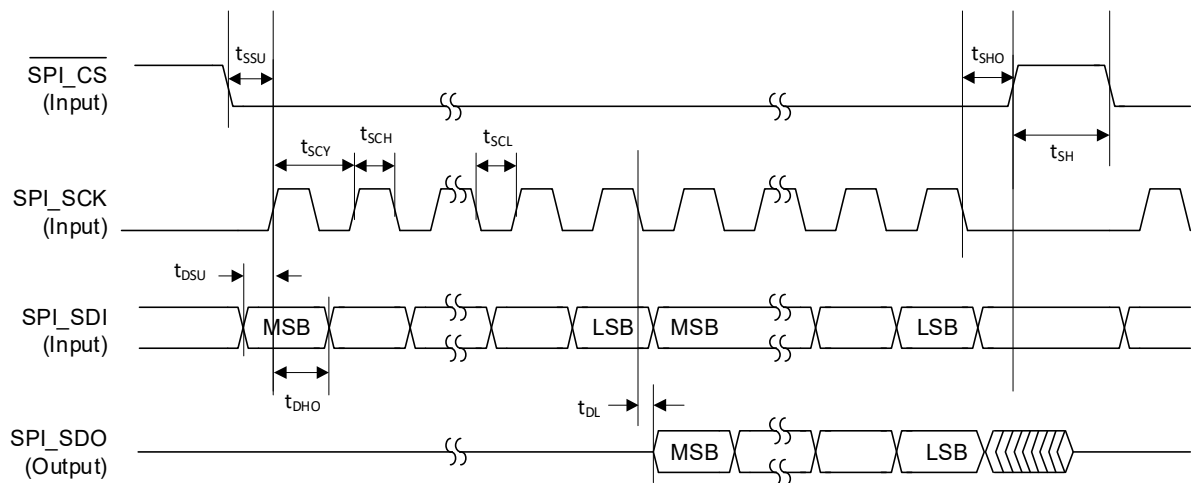 SPI_CS
(Input)
tSSU
tSHO
tSH
tSCY
tSCH
tSCL
SPI_SCK
(Input)
tDSU
SPI_SDI
(Input)
MSB
LSB
MSB
LSB
tDHO
tDL
SPI_SDO
(Output)
MSB
LSB